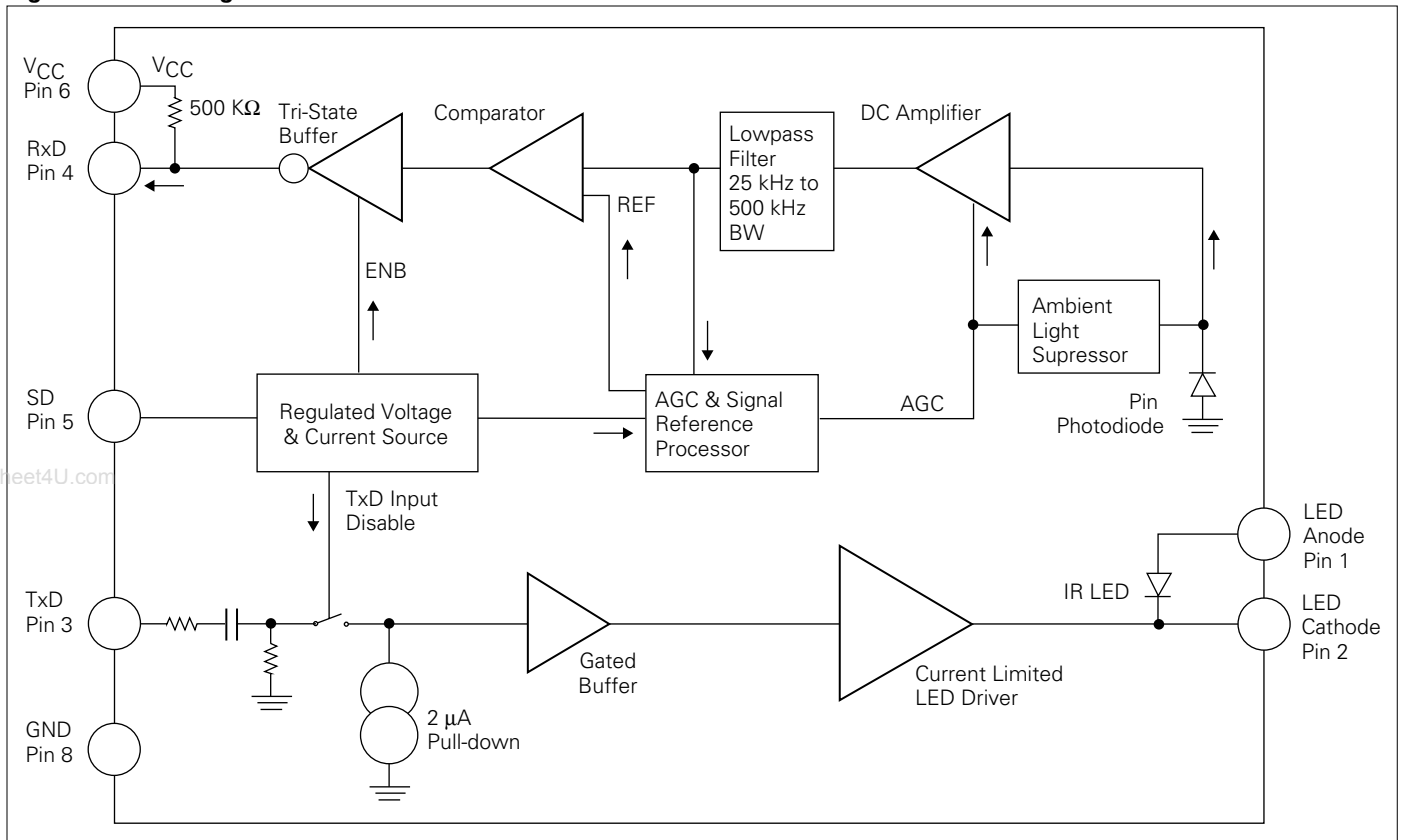 VCC
Pin 6
VCC
500 KΩ
Tri-State
Buffer
Comparator
DC Amplifier
Lowpass
Filter
25 kHz to
500 kHz
BW
RxD
Pin 4
REF
ENB
Ambient
Light
Supressor
SD
Pin 5
Regulated Voltage
& Current Source
AGC & Signal
Reference
Processor
AGC
Pin
Photodiode
heet4U.com
TxD Input
Disable
LED
Anode
Pin 1
IR LED
TxD
Pin 3
LED
Cathode
Pin 2
Gated
Buffer
Current Limited
LED Driver
2 μA
Pull-down
GND
Pin 8